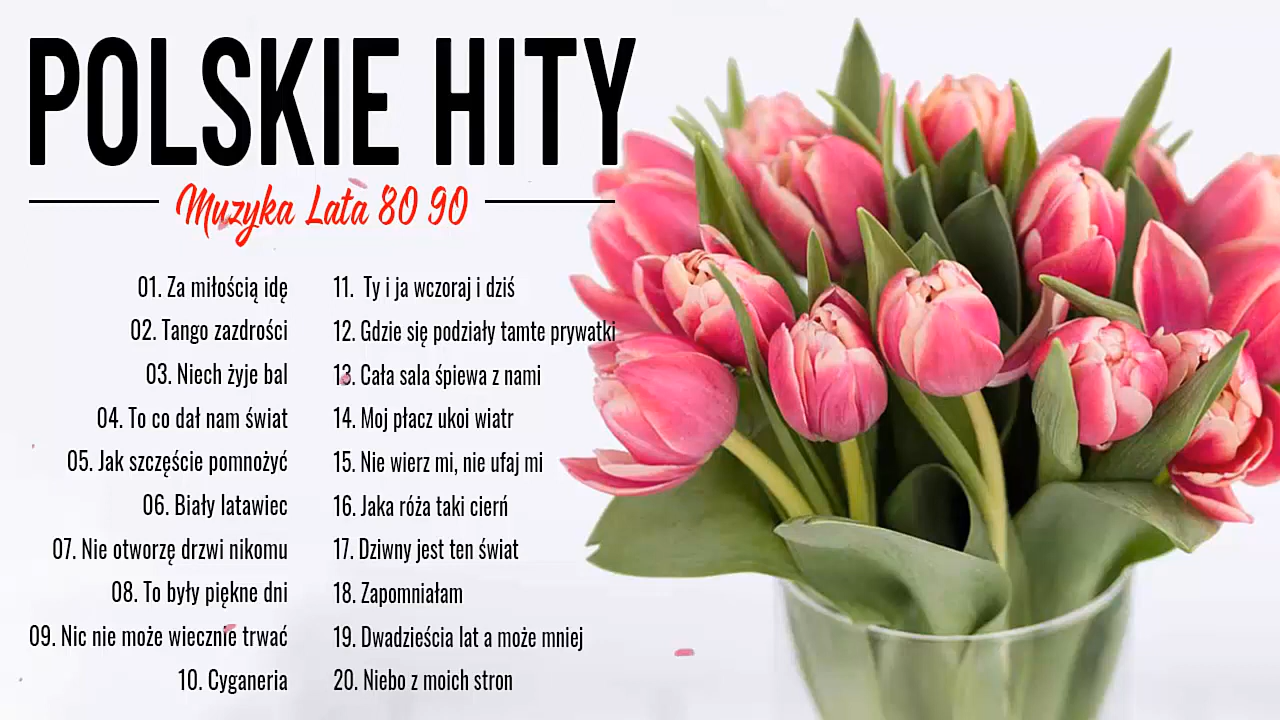 POLSKIE HITY
Muzyka Lata 80 90
01. Za miłością idę
02. Tango zazdrości
03. Niech żyje bal
04. To co dał nam świat
05. Jak szczęście pomnożyć
06. Biały latawiec
07. Nie otworzę drzwi nikomu
08. To były piękne dni
09. Nic nie może wiecznie trwać
10. Cyganeria
11. Ty i ja wczoraj i dziś
12. Gdzie się podziały tamte prywatki
13. Cała sala śpiewa z nami
14. Moj płacz ukoi wiatr
15. Nie wierz mi, nie ufaj mi
16. Jaka róża taki cierń
17. Dziwny jest ten świat
18. Zapomniałam
19. Dwadzieścia lat a może mniej
20. Niebo z moich stron